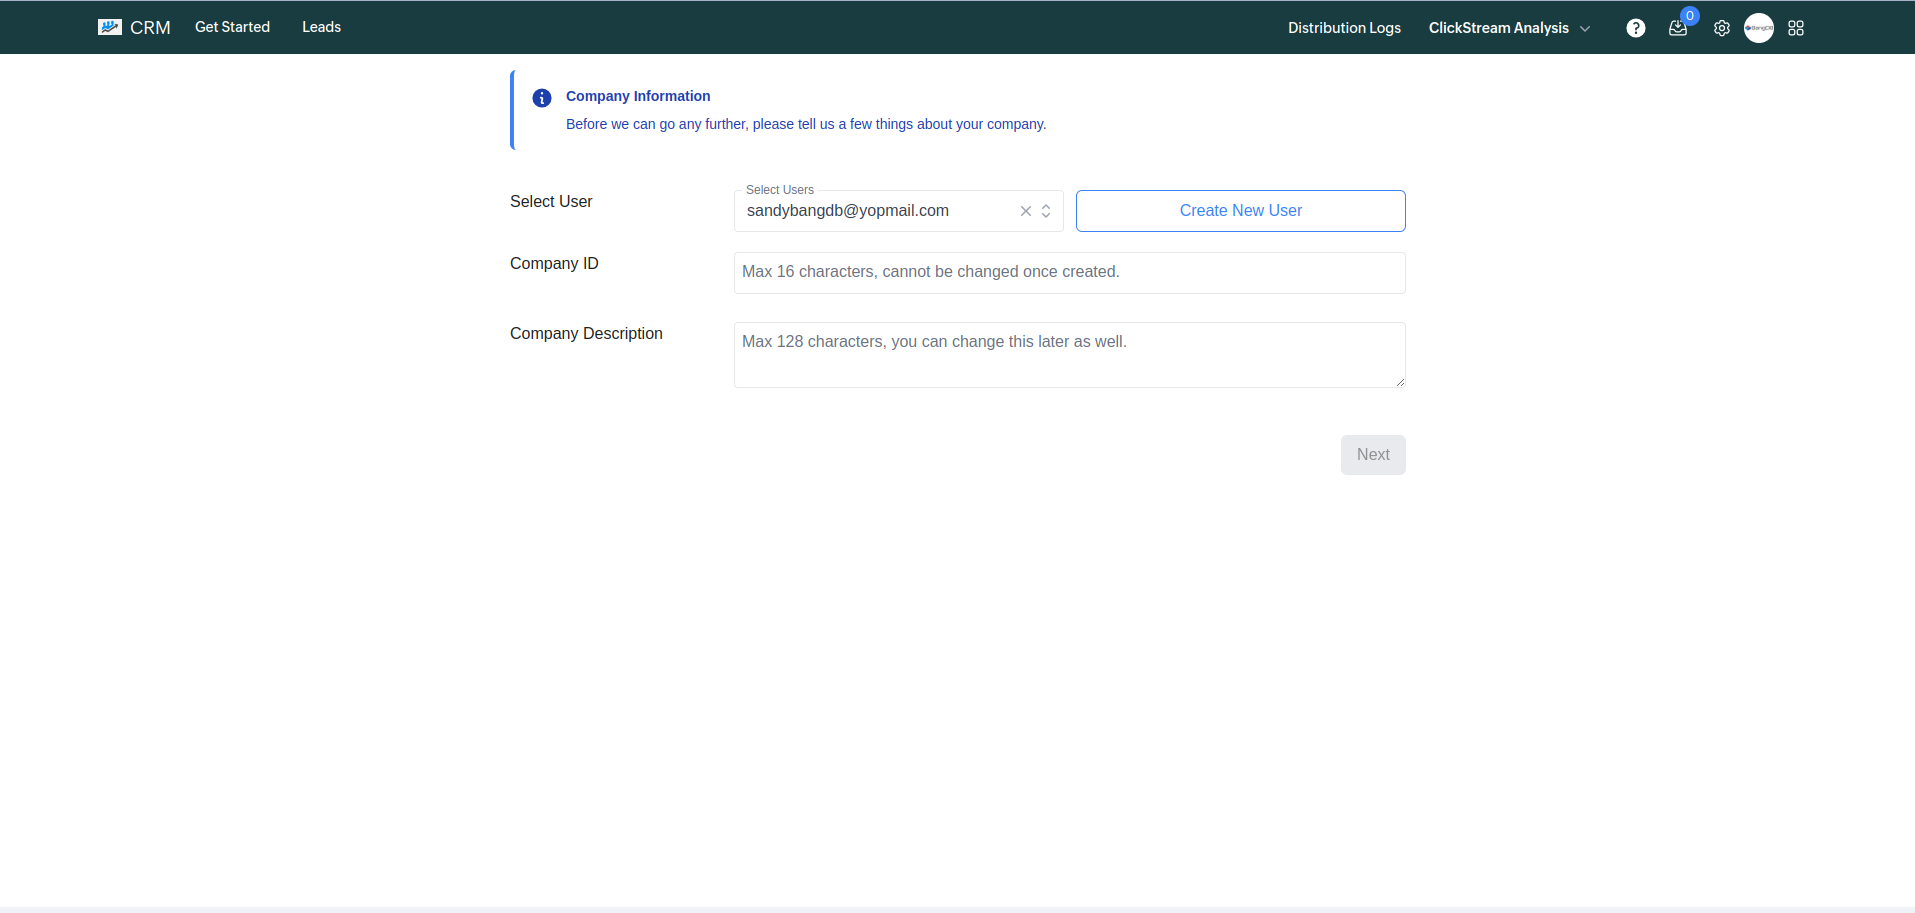 CRM Get Started Leads Distribution Logs ClickStream Analysis ? 0 BangDB
Company Information
Before we can go any further, please tell us a few things about your company.
Select Users
Select User sandybangdb@yopmail.com Create New User
Company ID Max 16 characters, cannot be changed once created.
Company Description Max 128 characters, you can change this later as well.
Next